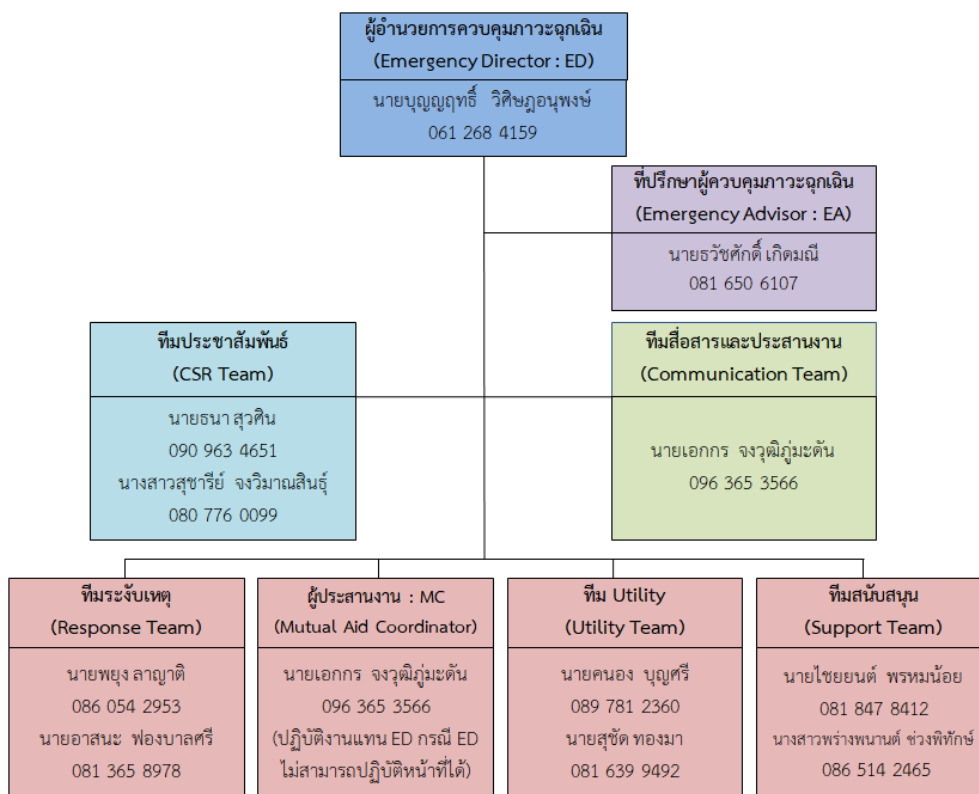 ผู้อำนวยการควบคุมภาวะฉุกเฉิน
(Emergency Director : ED)
นายบุญญฤทธิ์ วิศิษฎอนุพงษ์
061 268 4159
ที่ปรึกษาผู้ควบคุมภาวะฉุกเฉิน
(Emergency Advisor : EA)
นายธวัชศักดิ์ เกิดมณี
081 650 6107
ทีมประชาสัมพันธ์
(CSR Team)
นายธนา สุวศิน
090 963 4651
นางสาวสุชารีย์ จงวิมาณสินธุ์
080 776 0099
ทีมสื่อสารและประสานงาน
(Communication Team)
นายเอกกร จงวุฒิภู่มะดัน
096 365 3566
ทีมระงับเหตุ
(Response Team)
นายพยุง ลาญาติ
086 054 2953
นายอาสนะ ฟองบาลศรี
081 365 8978
ผู้ประสานงาน : MC
(Mutual Aid Coordinator)
นายเอกกร จงวุฒิภู่มะดัน
096 365 3566
(ปฏิบัติงานแทน ED กรณี ED
ไม่สามารถปฏิบัติหน้าที่ได้)
ทีม Utility
(Utility Team)
นายคนอง บุญศรี
089 781 2360
นายสุชัด ทองมา
081 639 9492
ทีมสนับสนุน
(Support Team)
นายไชยยนต์ พรหมน้อย
081 847 8412
นางสาวพร่างพนานต์ ช่วงพิทักษ์
086 514 2465